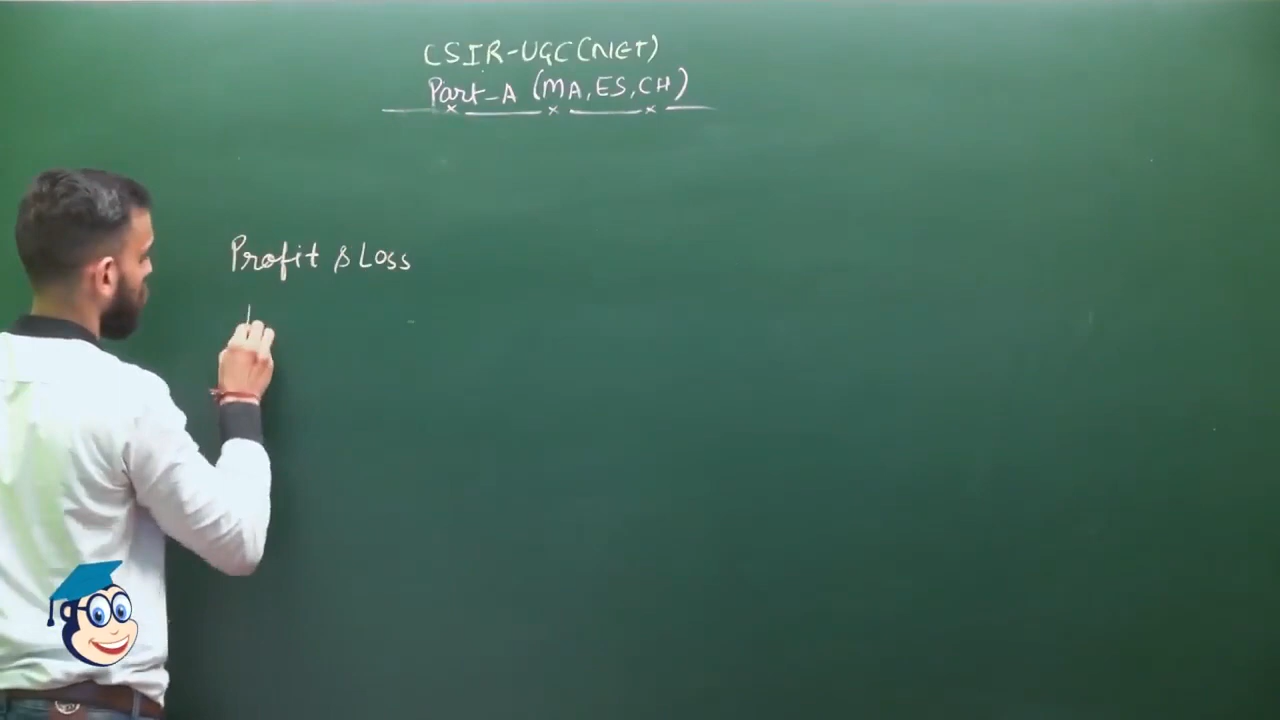 CSIR-UGC(NET)
Part-A (MA,ES,CH)
Profit & Loss